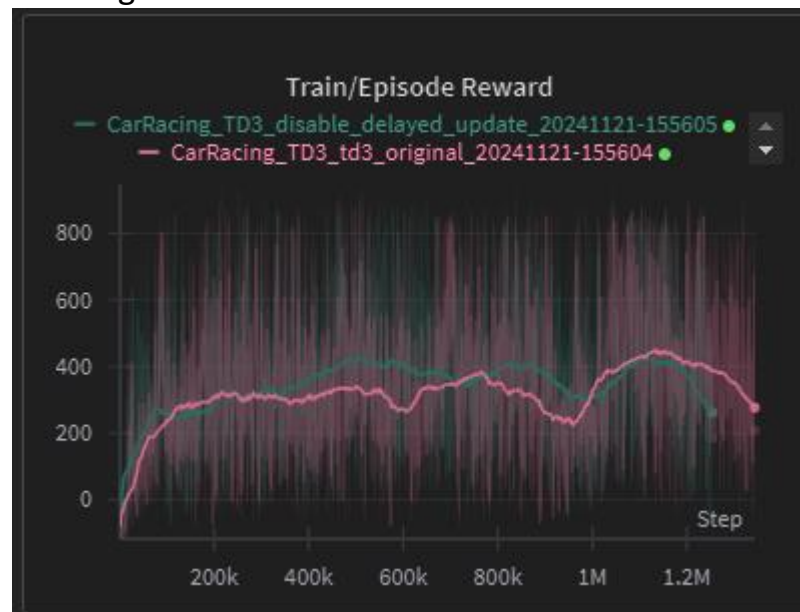 Train/Episode Reward
CarRacing_TD3_disable_delayed_update_20241121-155605
CarRacing_TD3_td3_original_20241121-155604
800
600
400
200
0
Step
200k 400k 600k 800k 1M 1.2M